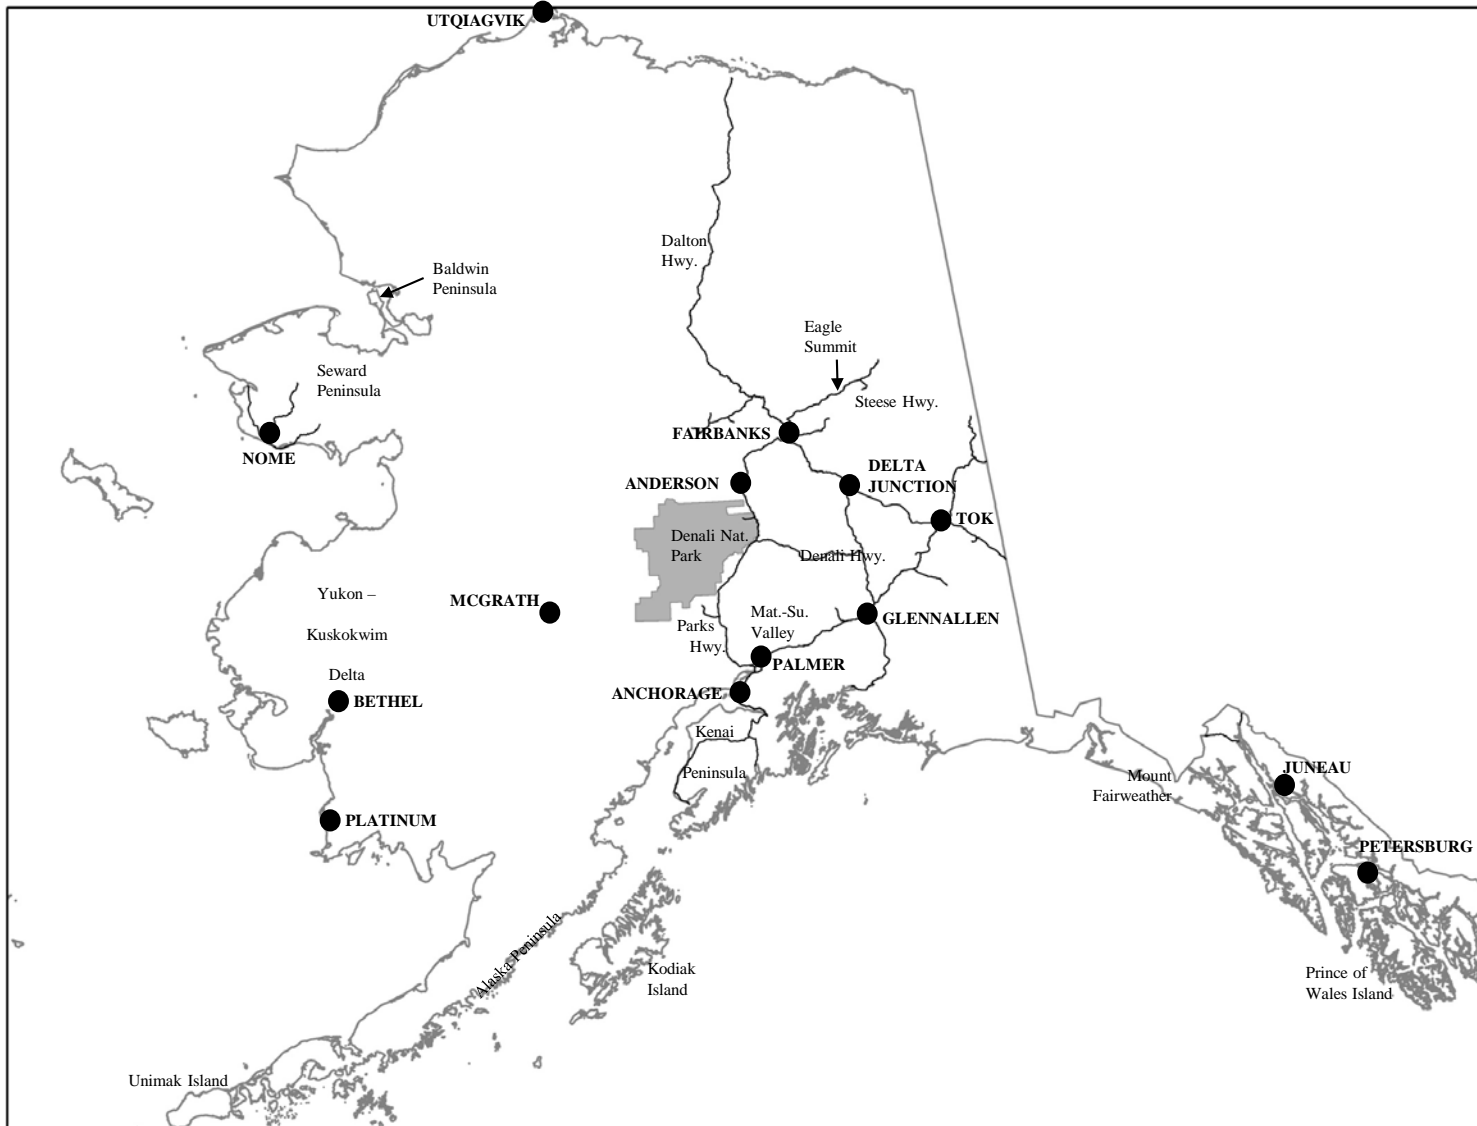 UTQIAGVIK
Dalton
Hwy.
Baldwin
Peninsula
Eagle
Summit
Seward
Peninsula
Steese Hwy.
FAIRBANKS
NOME
DELTA
JUNCTION
ANDERSON
TOK
Denali Nat.
Park
Denali Hwy.
Yukon –
Kuskokwim
Delta
MCGRATH
Mat.-Su.
Valley
GLENNALLEN
Parks
Hwy.
PALMER
ANCHORAGE
BETHEL
Kenai
Peninsula
Mount
Fairweather
JUNEAU
PLATINUM
PETERSBURG
Alaska Peninsula
Kodiak
Island
Prince of
Wales Island
Unimak Island